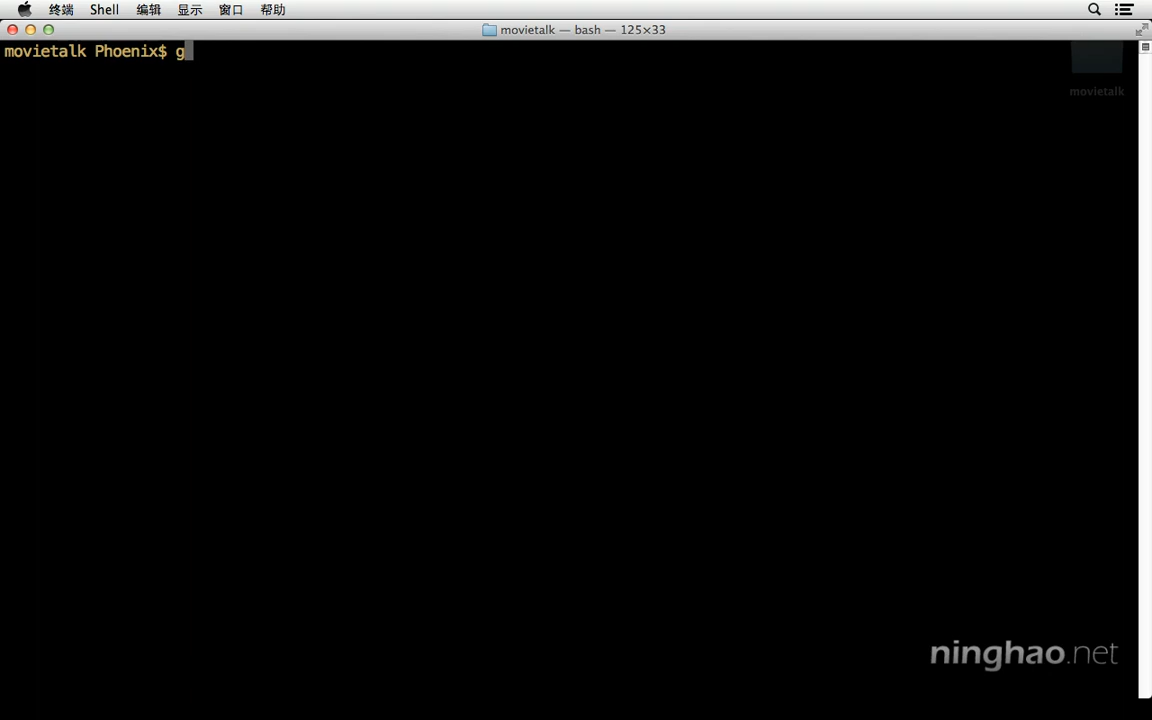 终端 Shell 编辑 显示 窗口 帮助
movietalk — bash — 125×33
movietalk Phoenix$ g
movietalk
ninghao.net